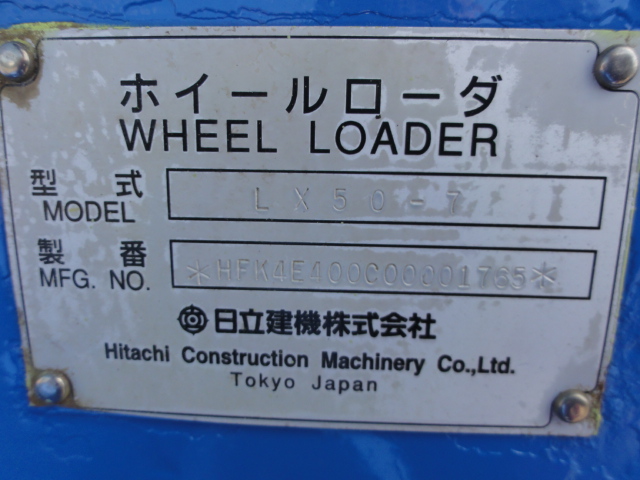 ホイールローダ
WHEEL LOADER
型式 LX50-7
MODEL
製番 *HFK4E400C00001765*
MFG. NO.
日立建機株式会社
Hitachi Construction Machinery Co.,Ltd.
Tokyo Japan